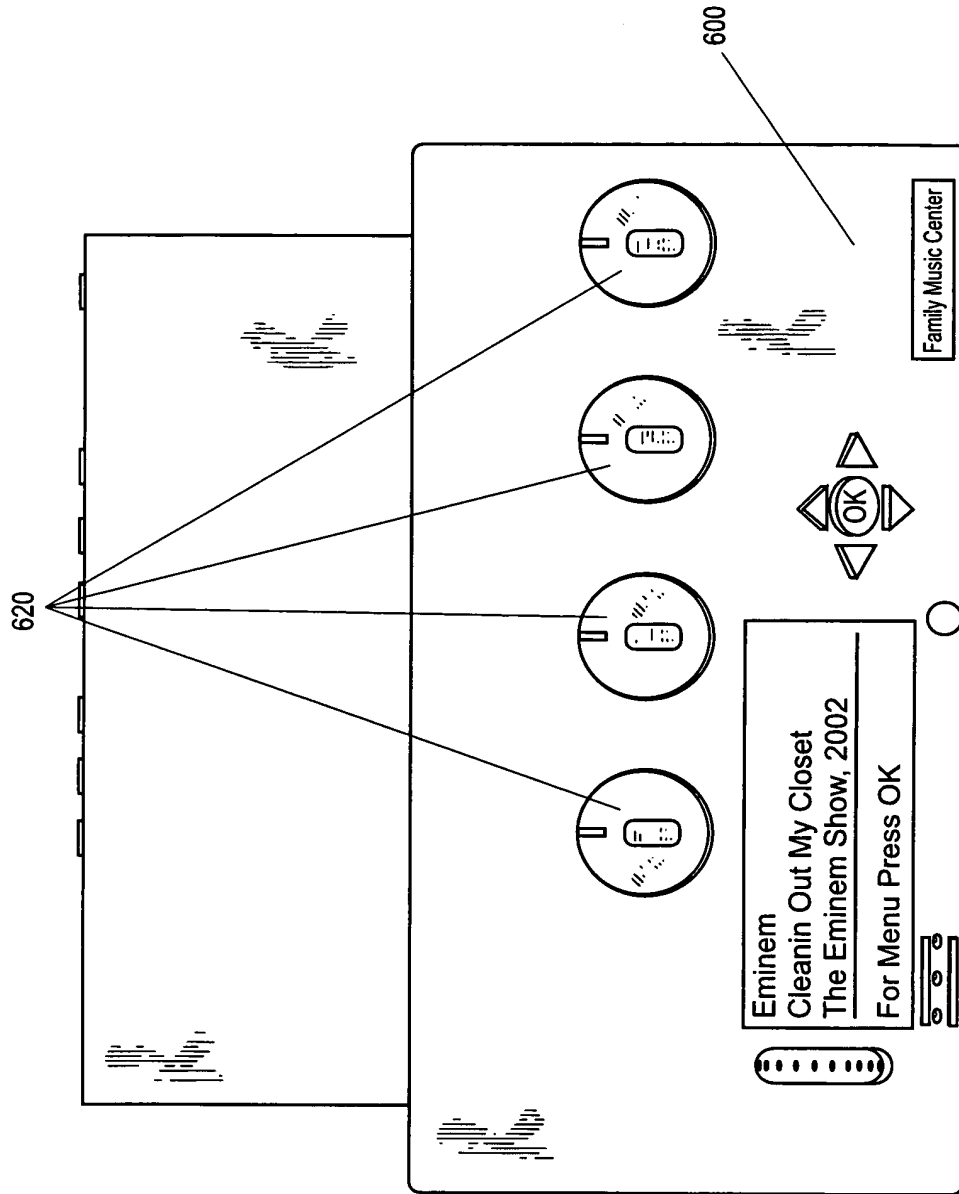 620
600
Eminem
Cleanin Out My Closet
The Eminem Show, 2002
For Menu Press OK
OK
Family Music Center